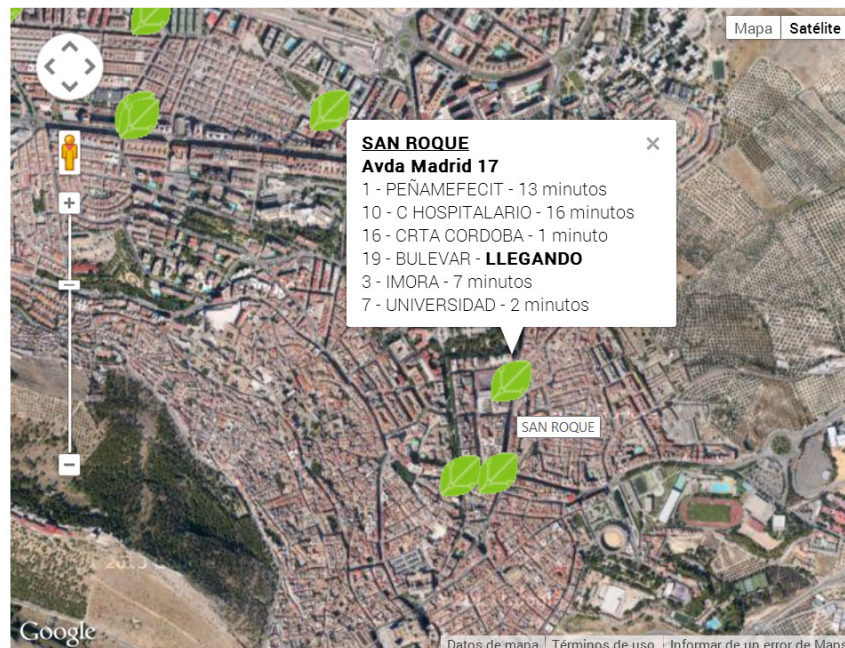 Mapa
Satélite
SAN ROQUE
Avda Madrid 17
1 - PEÑAMEFECIT - 13 minutos
10 - C HOSPITALARIO - 16 minutos
16 - CRTA CORDOBA - 1 minuto
19 - BULEVAR - LLEGANDO
3 - IMORA - 7 minutos
7 - UNIVERSIDAD - 2 minutos
SAN ROQUE
Google
Datos de mapa
Términos de uso
Informar de un error de Maps